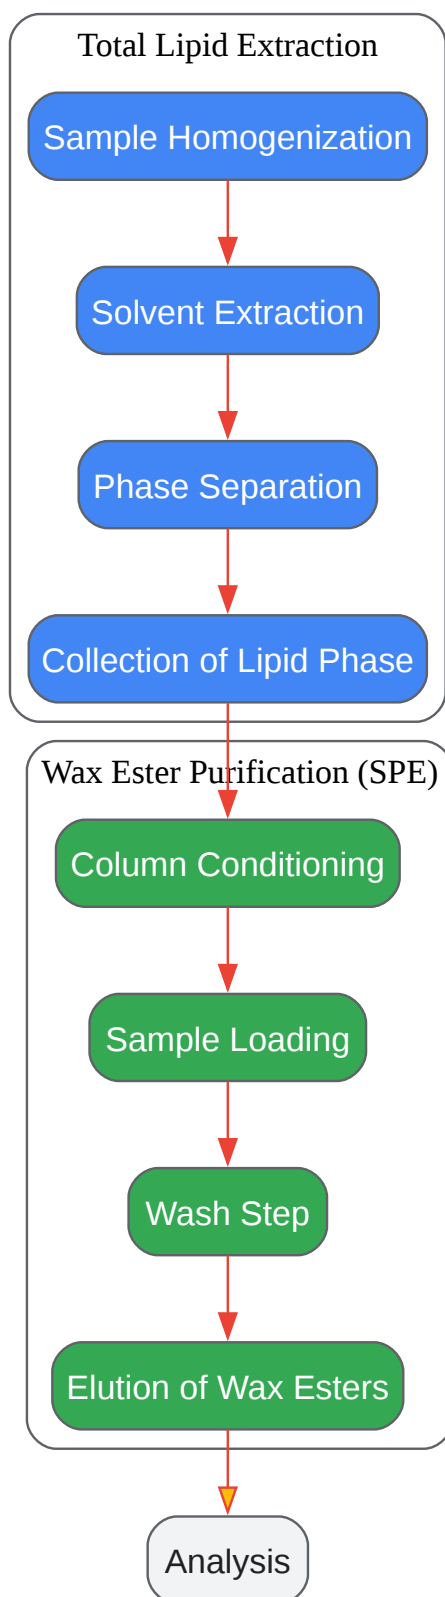 Total Lipid Extraction
Sample Homogenization
Solvent Extraction
Phase Separation
Collection of Lipid Phase
Wax Ester Purification (SPE)
Column Conditioning
Sample Loading
Wash Step
Elution of Wax Esters
Analysis